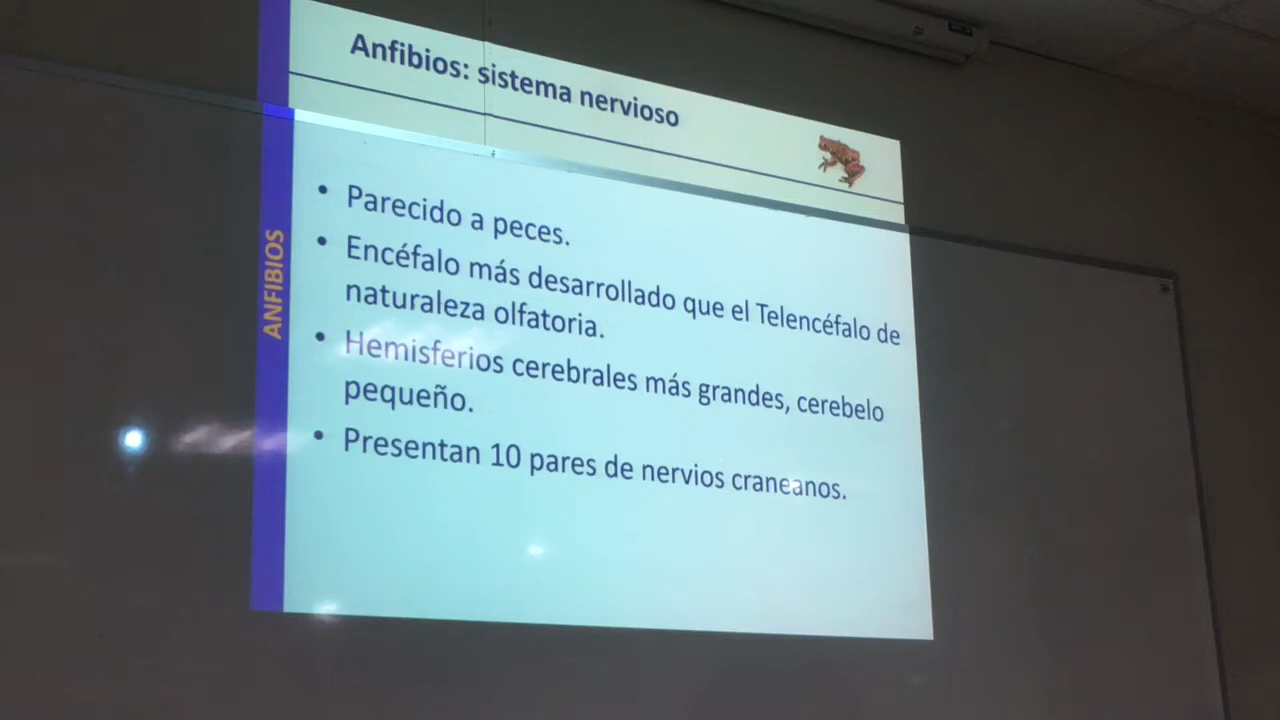 Anfibios: sistema nervioso
ANFIBIOS
• Parecido a peces.
• Encéfalo más desarrollado que el Telencéfalo de
naturaleza olfatoria.
• Hemisferios cerebrales más grandes, cerebelo
pequeño.
• Presentan 10 pares de nervios craneanos.